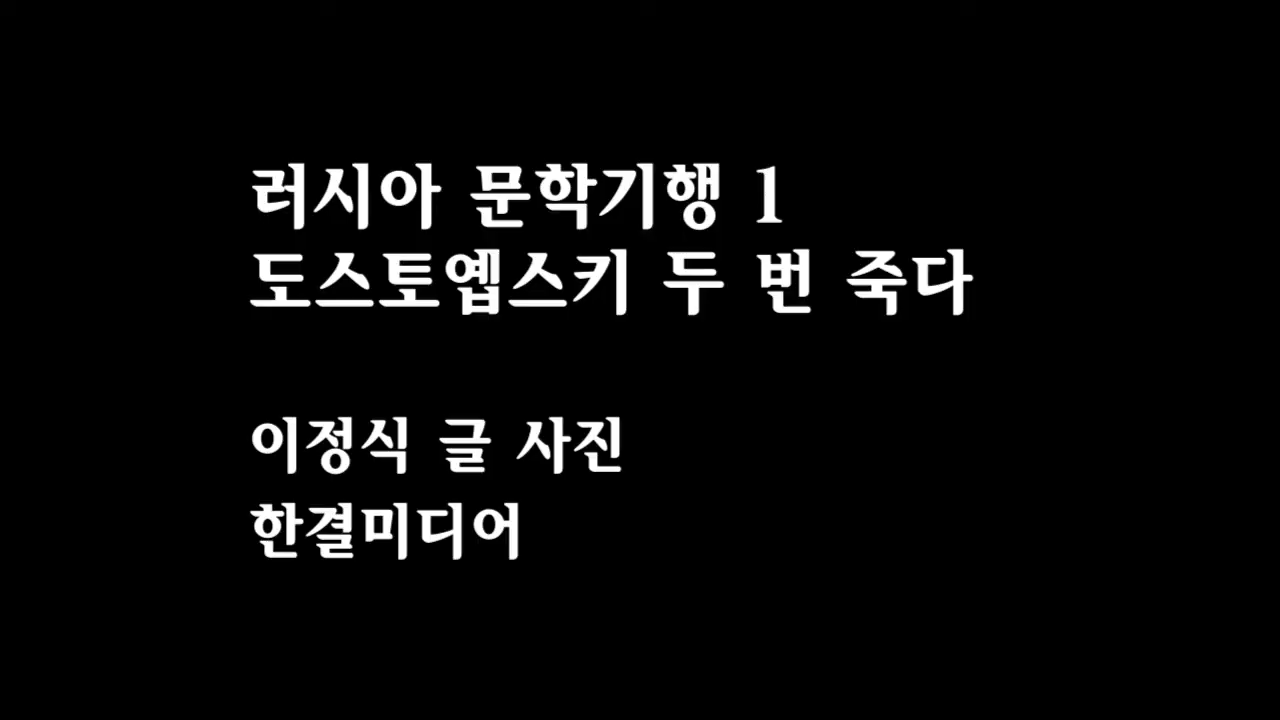 러시아 문학기행 1
도스토옙스키 두 번 죽다
이정식 글 사진
한결미디어